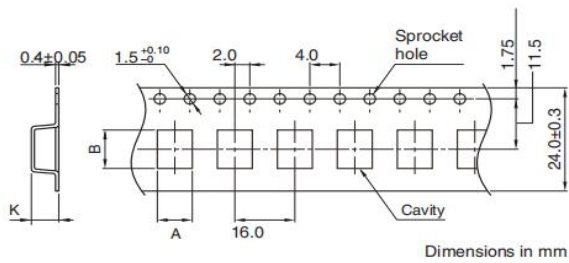 0.4±0.05
1.5 +0.10 −0
2.0
4.0
Sprocket
hole
1.75
11.5
24.0±0.3
B
K
A
16.0
Cavity
Dimensions in mm